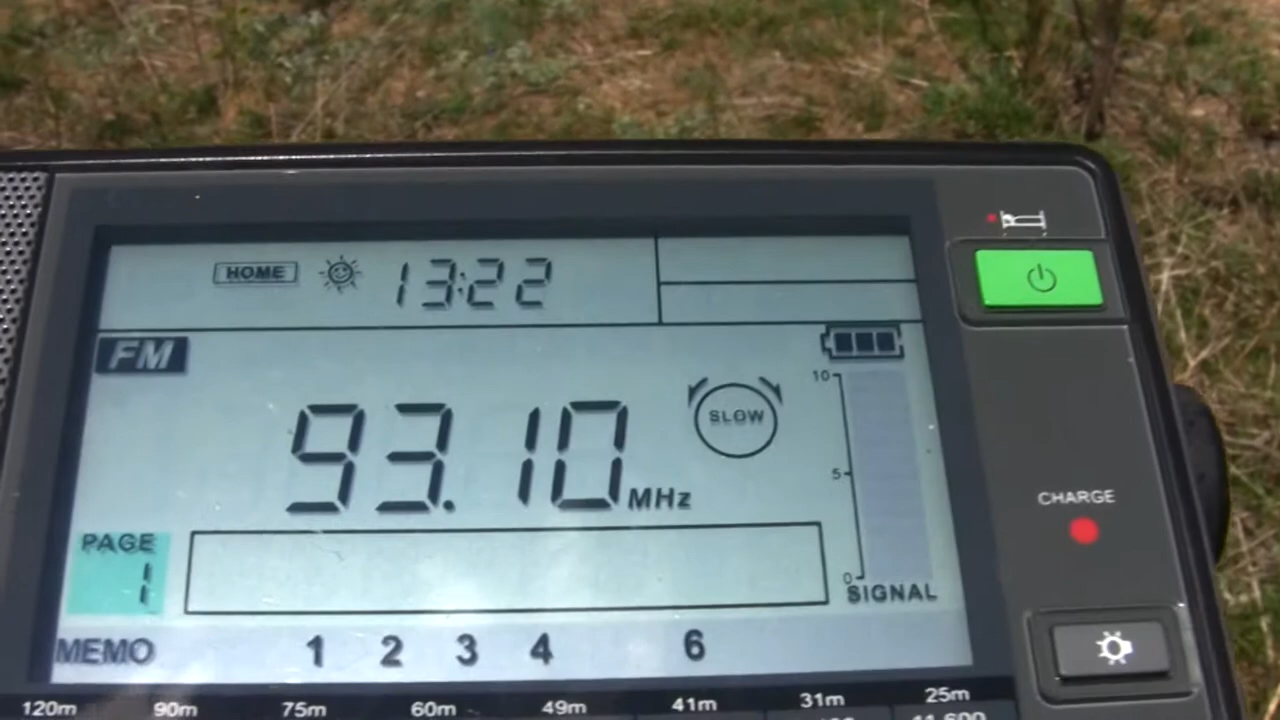 HOME 13:22
FM
93.10 MHz
SLOW
10
5
0
SIGNAL
PAGE
1
MEMO 1 2 3 4 6
CHARGE
120m 90m 75m 60m 49m 41m 31m 25m